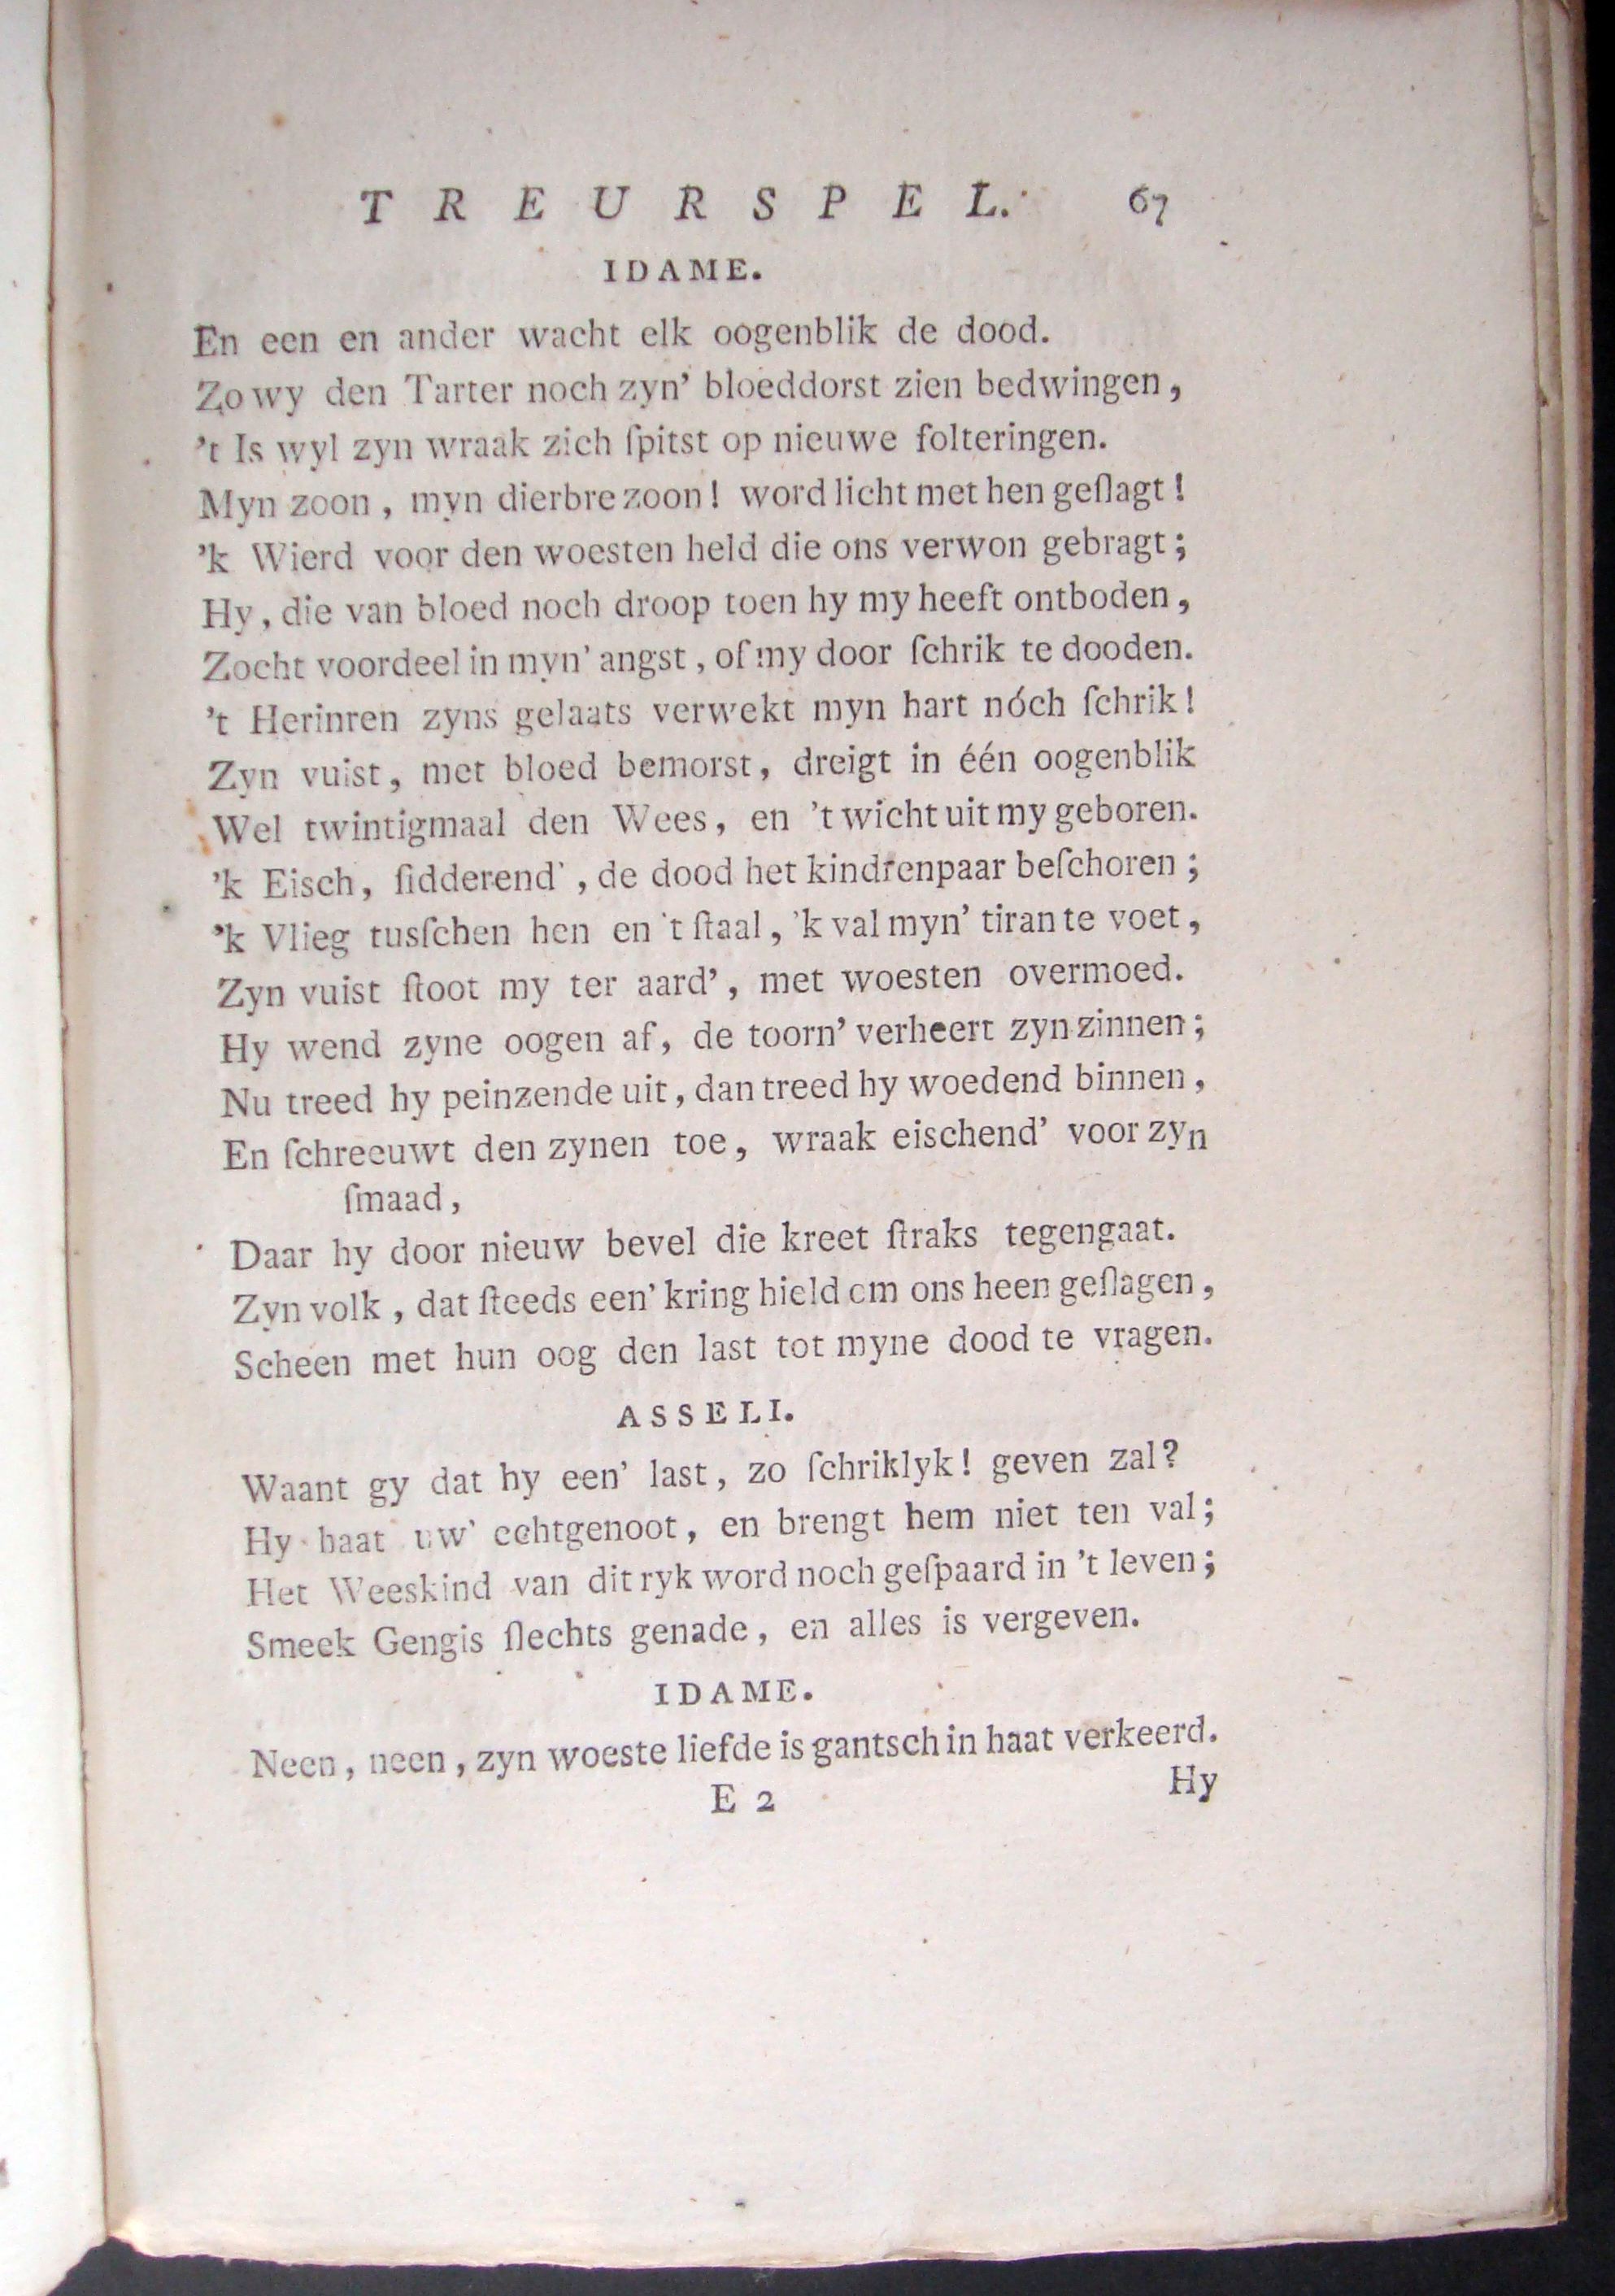 TREURSPEL. 67
IDAME.
En een en ander wacht elk oogenblik de dood.
Zo wy den Tarter noch zyn’ bloeddorst zien bedwingen,
’t Is wyl zyn wraak zich ſpitst op nieuwe folteringen.
Myn zoon, myn dierbre zoon! word licht met hen geſlagt!
’k Wierd voor den woesten held die ons verwon gebragt;
Hy, die van bloed noch droop toen hy my heeft ontboden,
Zocht voordeel in myn’ angst, of my door ſchrik te dooden.
’t Herinren zyns gelaats verwekt myn hart nóch ſchrik!
Zyn vuist, met bloed bemorst, dreigt in één oogenblik
Wel twintigmaal den Wees, en ’t wicht uit my geboren.
’k Eisch, ſidderend’, de dood het kindrenpaar beſchoren;
’k Vlieg tusſchen hen en ’t ſtaal, ’k val myn’ tiran te voet,
Zyn vuist ſtoot my ter aard’, met woesten overmoed.
Hy wend zyne oogen af, de toorn’ verheert zyn zinnen;
Nu treed hy peinzende uit, dan treed hy woedend binnen,
En ſchreeuwt den zynen toe, wraak eischend’ voor zyn
ſmaad,
Daar hy door nieuw bevel die kreet ſtraks tegengaat.
Zyn volk, dat ſteeds een’ kring hield om ons heen geſlagen,
Scheen met hun oog den last tot myne dood te vragen.
ASSELI.
Waant gy dat hy een’ last, zo ſchriklyk! geven zal?
Hy haat uw’ echtgenoot, en brengt hem niet ten val;
Het Weeskind van dit ryk word noch geſpaard in ’t leven;
Smeek Gengis ſlechts genade, en alles is vergeven.
IDAME.
Neen, neen, zyn woeste liefde is gantsch in haat verkeerd.
E 2 Hy